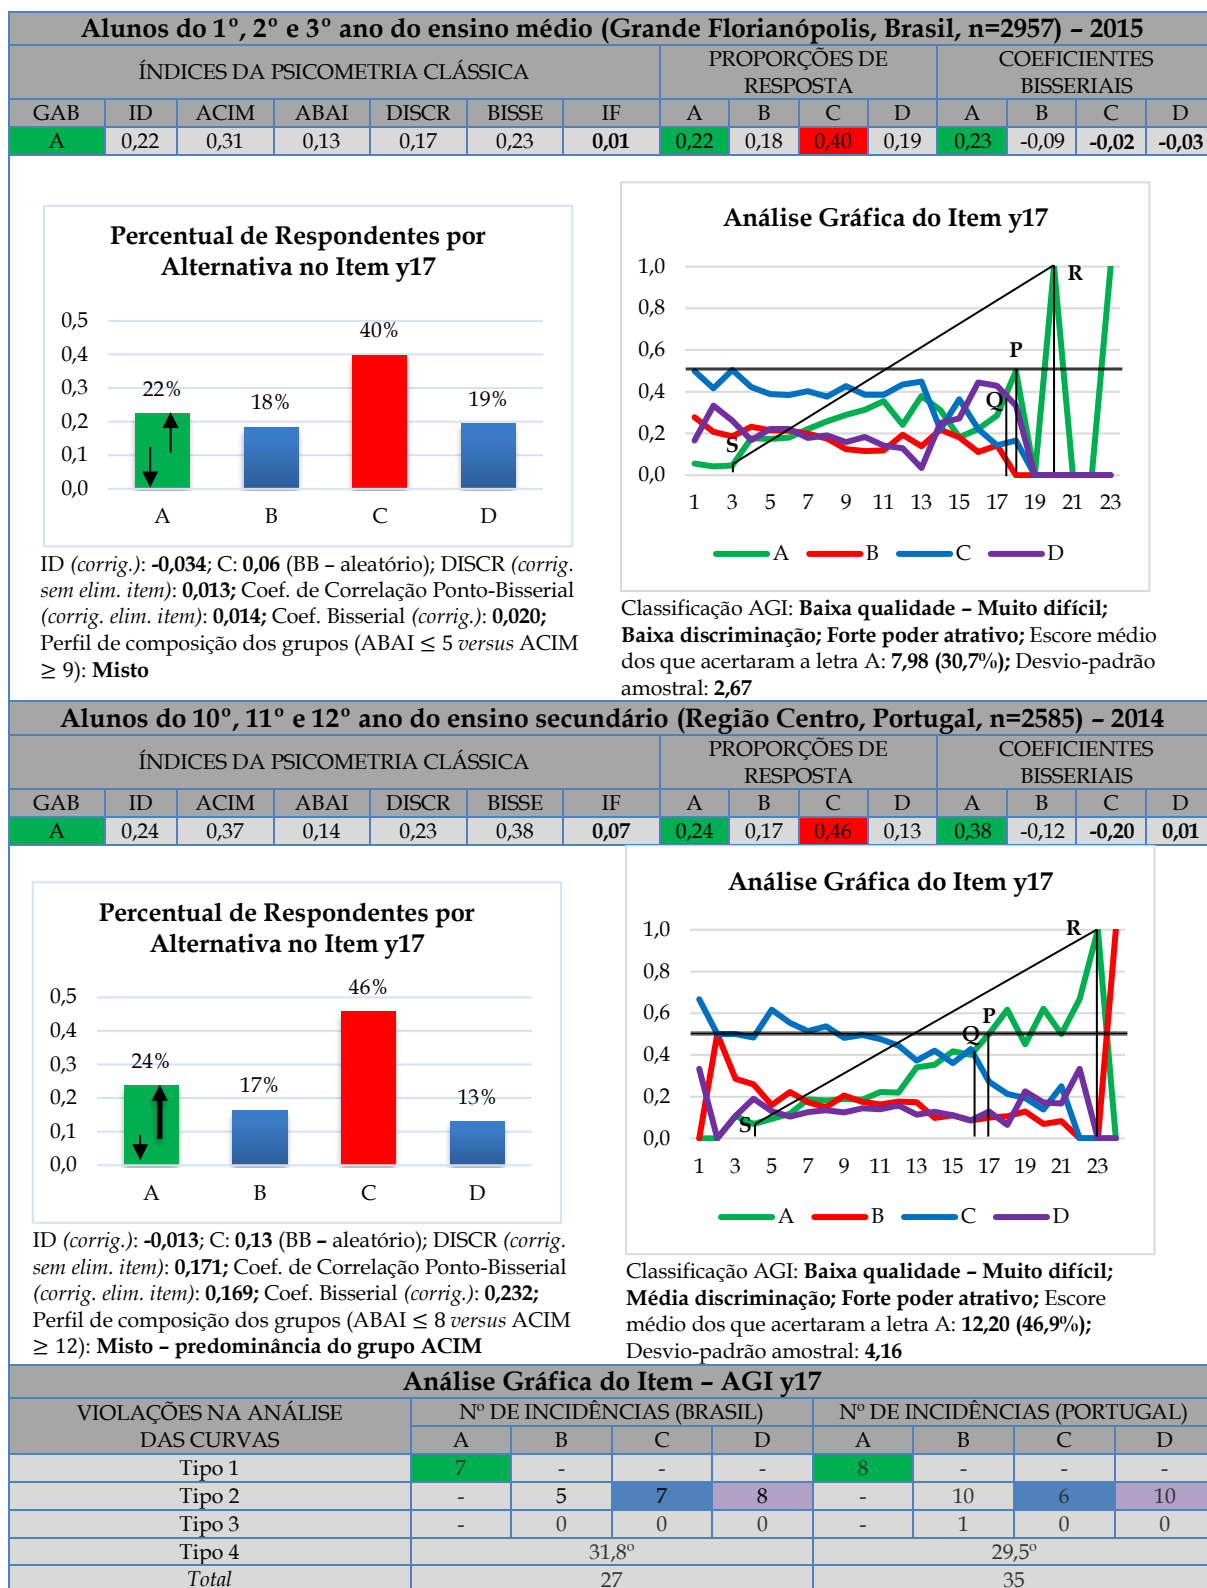 Alunos do 1º, 2º e 3º ano do ensino médio (Grande Florianópolis, Brasil, n=2957) – 2015
ÍNDICES DA PSICOMETRIA CLÁSSICA PROPORÇÕES DE RESPOSTA COEFICIENTES BISSERIAIS
GAB ID ACIM ABAI DISCR BISSE IF A B C D A B C D
A 0,22 0,31 0,13 0,17 0,23 0,01 0,22 0,18 0,40 0,19 0,23 -0,09 -0,02 -0,03
Percentual de Respondentes por
Alternativa no Item y17
0,5
0,4
0,3
0,2
0,1
0,0
22% 18% 40% 19%
A B C D
ID (corrig.): -0,034; C: 0,06 (BB – aleatório); DISCR (corrig.
sem elim. item): 0,013; Coef. de Correlação Ponto-Bisserial
(corrig. elim. item): 0,014; Coef. Bisserial (corrig.): 0,020;
Perfil de composição dos grupos (ABAI ≤ 5 versus ACIM
≥ 9): Misto
Análise Gráfica do Item y17
1,0
0,8
0,6
0,4
0,2
0,0
R
P
Q
S
1 3 5 7 9 11 13 15 17 19 21 23
A B C D
Classificação AGI: Baixa qualidade – Muito difícil;
Baixa discriminação; Forte poder atrativo; Escore médio
dos que acertaram a letra A: 7,98 (30,7%); Desvio-padrão
amostral: 2,67
Alunos do 10º, 11º e 12º ano do ensino secundário (Região Centro, Portugal, n=2585) – 2014
ÍNDICES DA PSICOMETRIA CLÁSSICA PROPORÇÕES DE RESPOSTA COEFICIENTES BISSERIAIS
GAB ID ACIM ABAI DISCR BISSE IF A B C D A B C D
A 0,24 0,37 0,14 0,23 0,38 0,07 0,24 0,17 0,46 0,13 0,38 -0,12 -0,20 0,01
Percentual de Respondentes por
Alternativa no Item y17
0,5
0,4
0,3
0,2
0,1
0,0
24% 17% 46% 13%
A B C D
ID (corrig.): -0,013; C: 0,13 (BB – aleatório); DISCR (corrig.
sem elim. item): 0,171; Coef. de Correlação Ponto-Bisserial
(corrig. elim. item): 0,169; Coef. Bisserial (corrig.): 0,232;
Perfil de composição dos grupos (ABAI ≤ 8 versus ACIM
≥ 12): Misto – predominância do grupo ACIM
Análise Gráfica do Item y17
1,0
0,8
0,6
0,4
0,2
0,0
R
P
Q
S
1 3 5 7 9 11 13 15 17 19 21 23
A B C D
Classificação AGI: Baixa qualidade – Muito difícil;
Média discriminação; Forte poder atrativo; Escore
médio dos que acertaram a letra A: 12,20 (46,9%);
Desvio-padrão amostral: 4,16
Análise Gráfica do Item – AGI y17
VIOLAÇÕES NA ANÁLISE DAS CURVAS Nº DE INCIDÊNCIAS (BRASIL) Nº DE INCIDÊNCIAS (PORTUGAL)
A B C D A B C D
Tipo 1 7 - - - 8 - - -
Tipo 2 - 5 7 8 - 10 6 10
Tipo 3 - 0 0 0 - 1 0 0
Tipo 4 31,8º 29,5º
Total 27 35